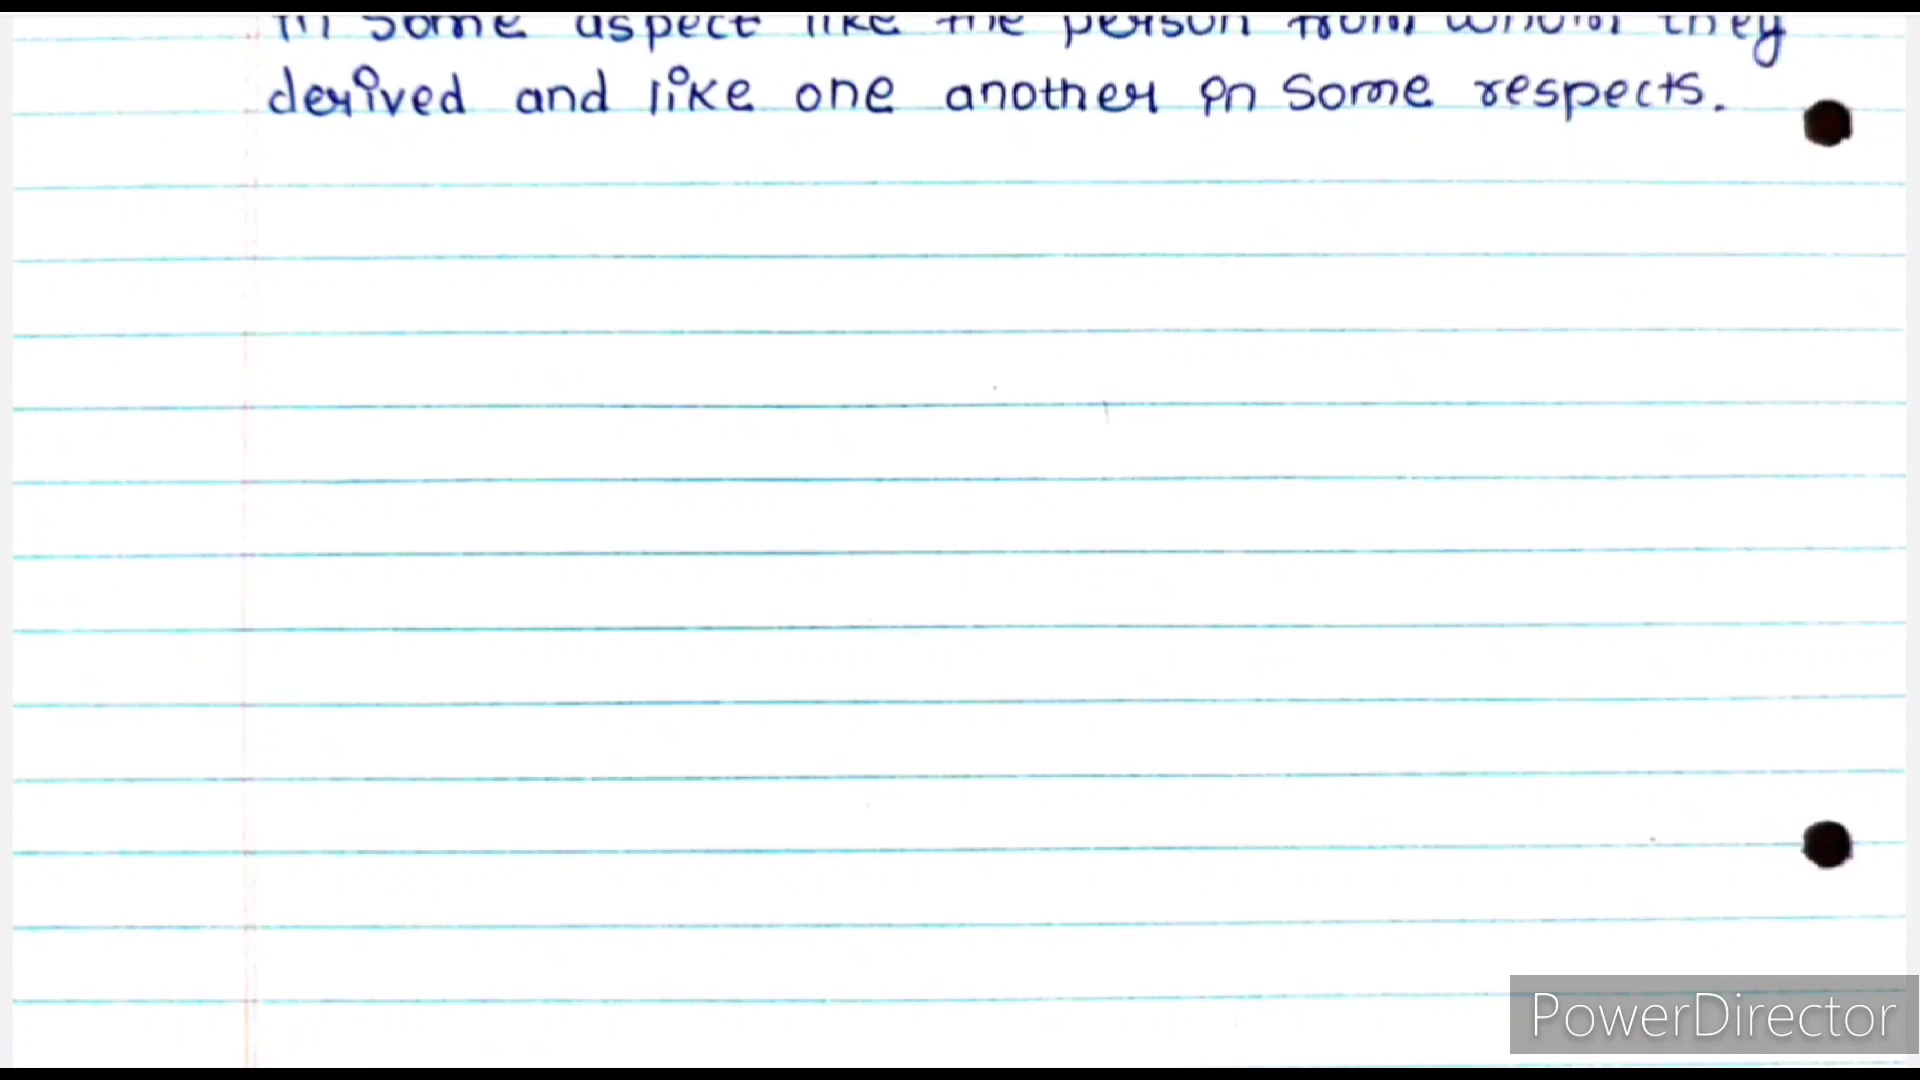 in some aspect like the person from whom they
derived and like one another in some respects.
PowerDirector